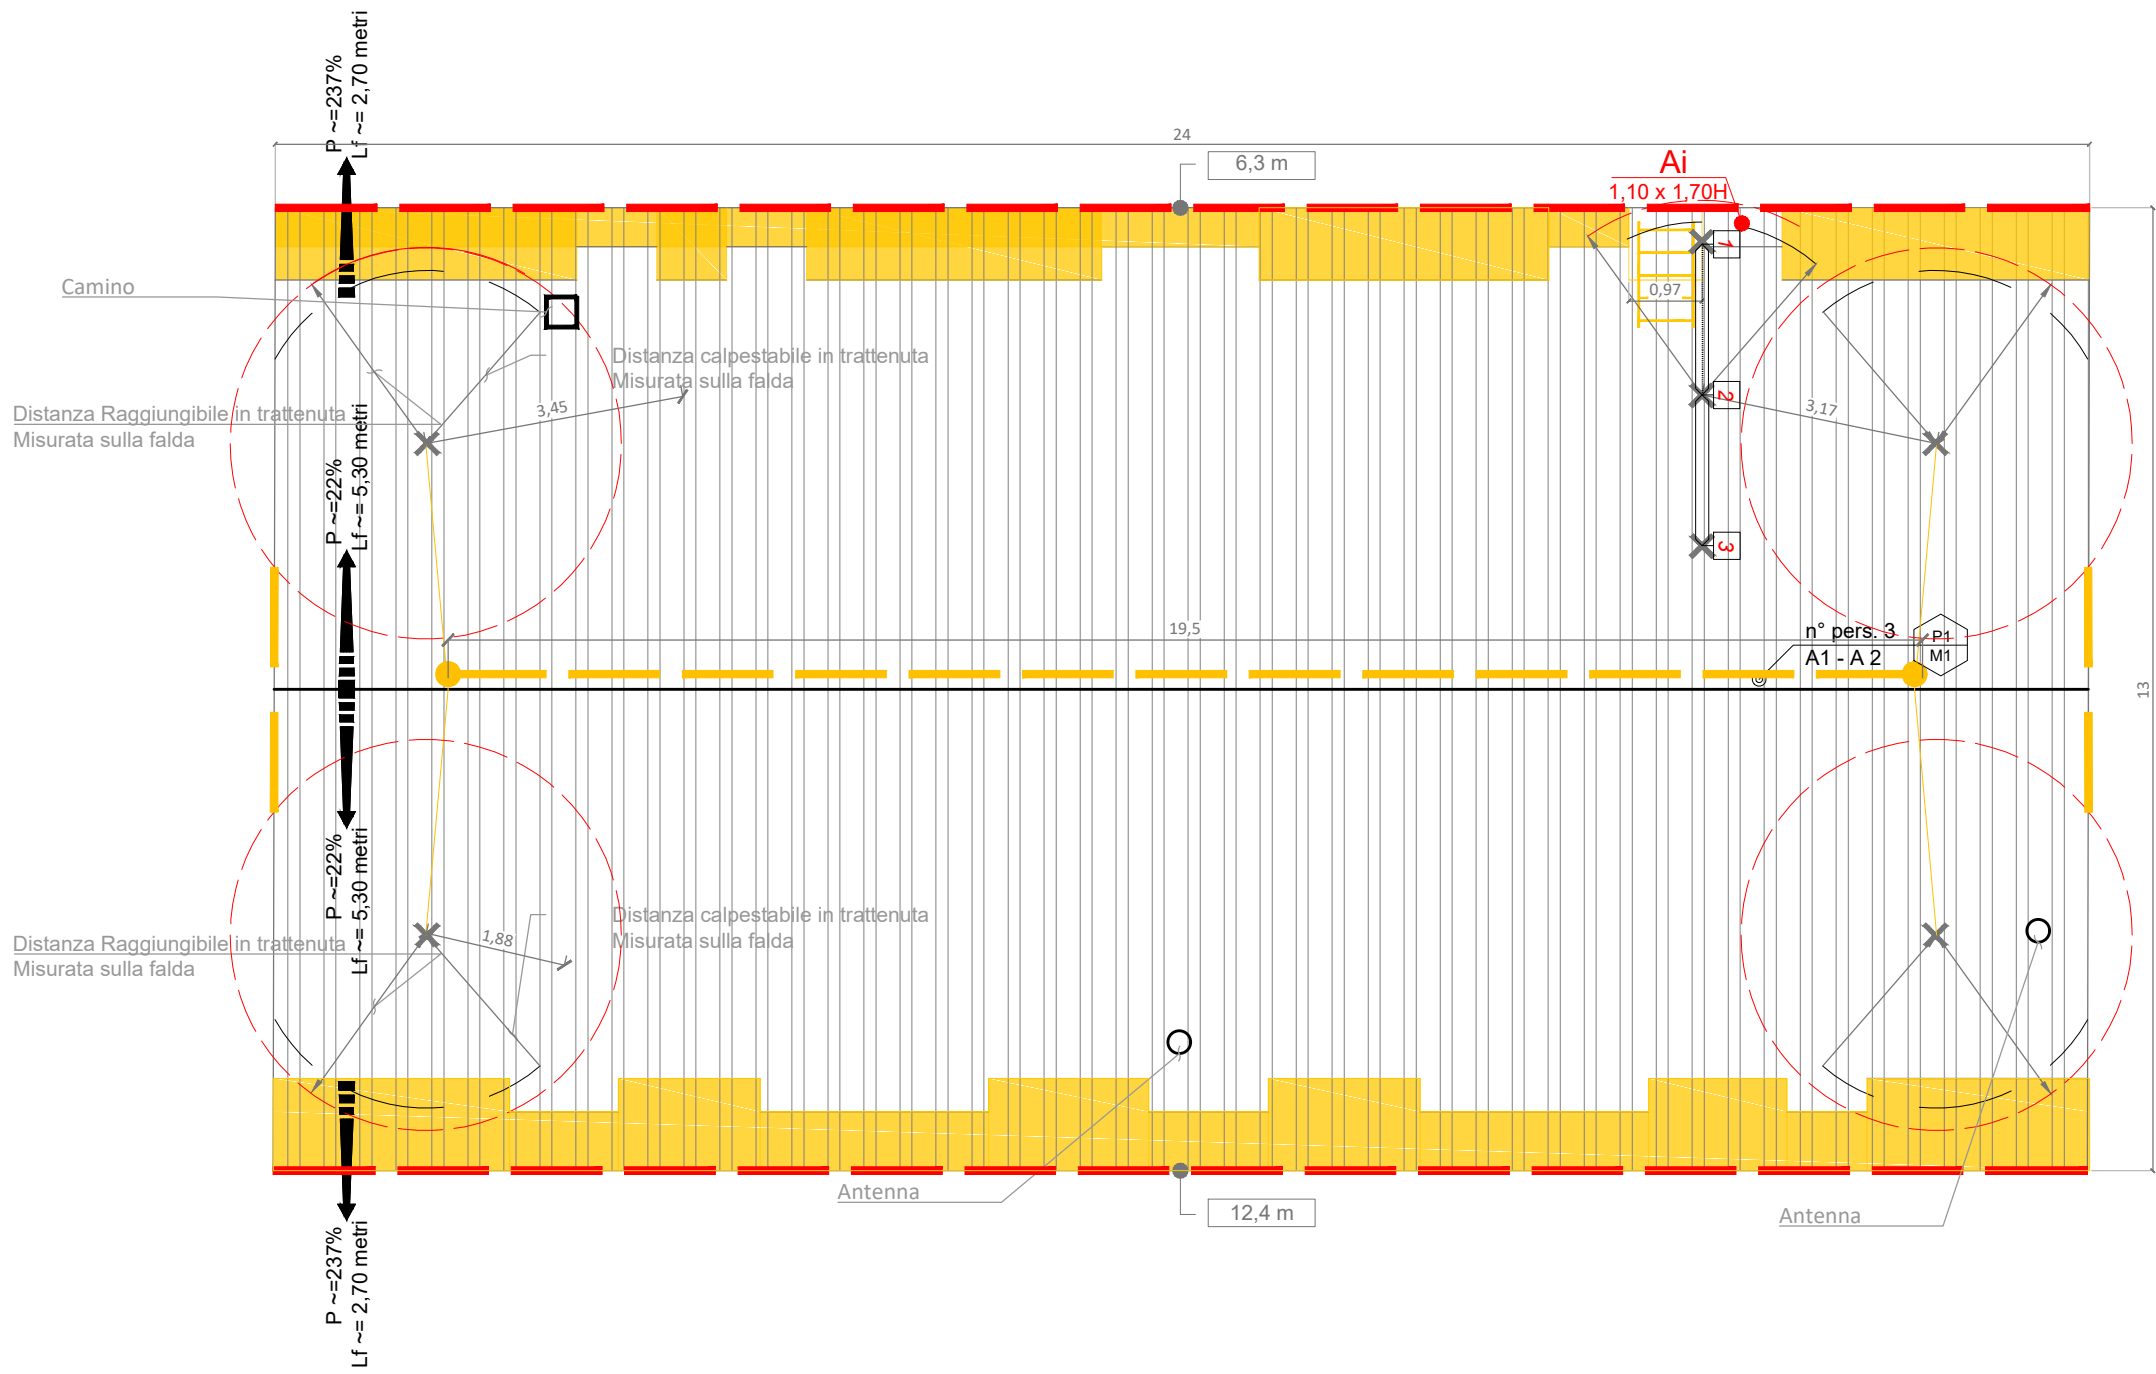 P ~=237%
Lf ~= 2,70 metri
24
6,3 m
Ai
1,10 x 1,70H
1
0,97
Camino
Distanza calpestabile in trattenuta
Misurata sulla falda
3,45
2
3,17
Distanza Raggiungibile in trattenuta
Misurata sulla falda
P ~=22%
Lf ~= 5,30 metri
3
19,5
n° pers. 3
A1 - A 2
P1
M1
13
P ~=22%
Lf ~= 5,30 metri
Distanza calpestabile in trattenuta
Misurata sulla falda
1,88
Distanza Raggiungibile in trattenuta
Misurata sulla falda
Antenna
12,4 m
Antenna
P ~=237%
Lf ~= 2,70 metri